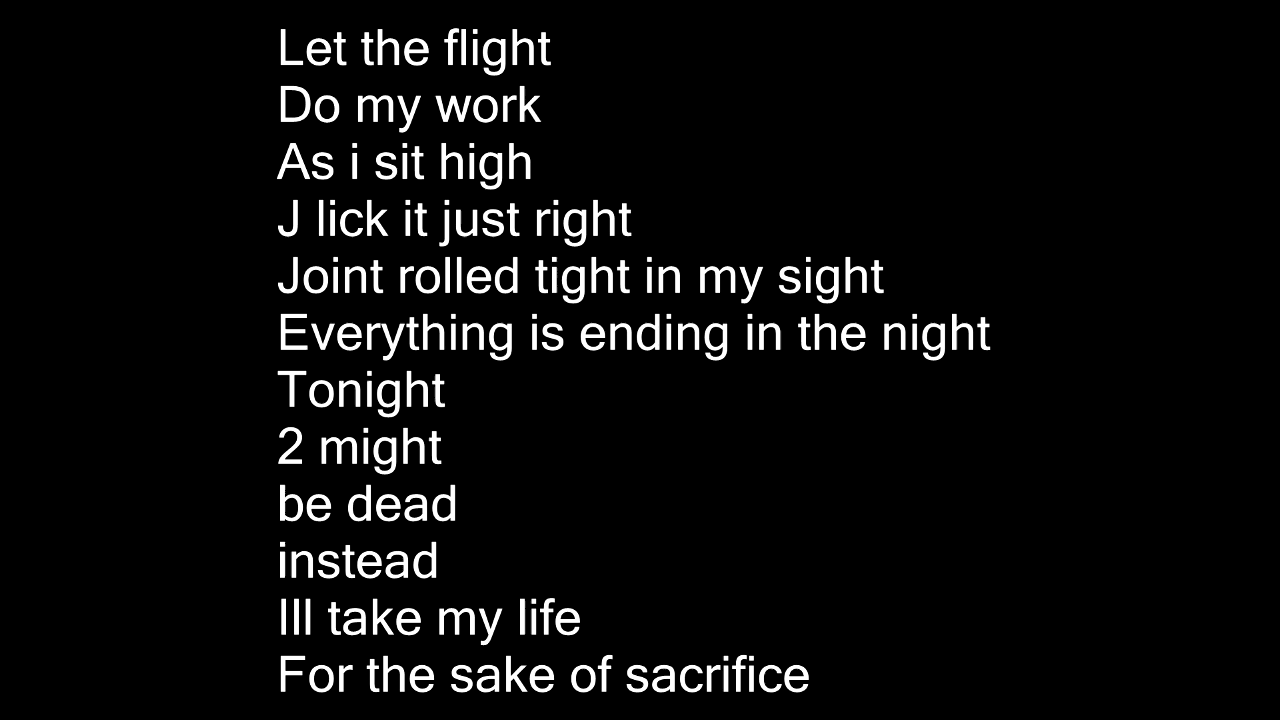 Let the flight
Do my work
As i sit high
J lick it just right
Joint rolled tight in my sight
Everything is ending in the night
Tonight
2 might
be dead
instead
Ill take my life
For the sake of sacrifice